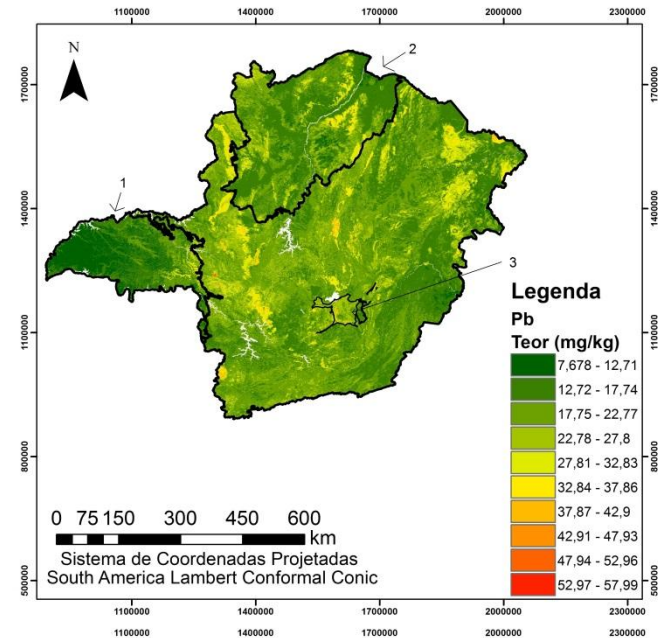 1100000 1400000 1700000 2000000 2300000
1700000 1700000
N
2
1
1400000 1400000
3
Legenda
Pb
Teor (mg/kg)
1100000 1100000
7,678 - 12,71
12,72 - 17,74
17,75 - 22,77
22,78 - 27,8
27,81 - 32,83
32,84 - 37,86
37,87 - 42,9
42,91 - 47,93
47,94 - 52,96
52,97 - 57,99
800000 800000
0 75 150 300 450 600
km
Sistema de Coordenadas Projetadas
South America Lambert Conformal Conic
500000 500000
1100000 1400000 1700000 2000000 2300000
1100000 1400000 1700000 2000000 2300000